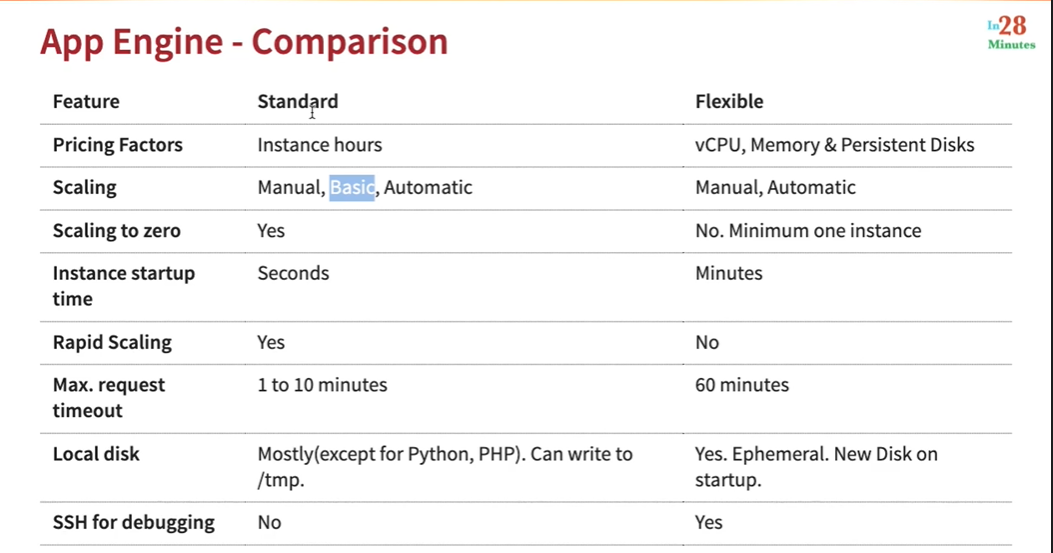 App Engine - Comparison
In28
Minutes
Feature Standard Flexible
Pricing Factors Instance hours vCPU, Memory & Persistent Disks
Scaling Manual, Basic, Automatic Manual, Automatic
Scaling to zero Yes No. Minimum one instance
Instance startup Seconds Minutes
time
Rapid Scaling Yes No
Max. request 1 to 10 minutes 60 minutes
timeout
Local disk Mostly(except for Python, PHP). Can write to Yes. Ephemeral. New Disk on
/tmp. startup.
SSH for debugging No Yes